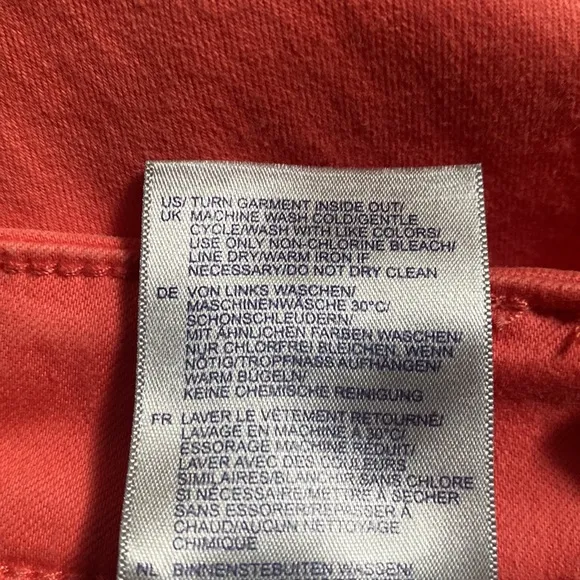 US/ TURN GARMENT INSIDE OUT/
UK MACHINE WASH COLD/GENTLE
CYCLE/WASH WITH LIKE COLORS/
USE ONLY NON-CHLORINE BLEACH/
LINE DRY/WARM IRON IF
NECESSARY/DO NOT DRY CLEAN
DE VON LINKS WASCHEN/
MASCHINENWÄSCHE 30°C/
SCHONSCHLEUDERN/
MIT ÄHNLICHEN FARBEN WASCHEN/
NUR CHLORFREI BLEICHEN, WENN
NÖTIG/TROPFNASS AUFHÄNGEN/
WARM BÜGELN/
KEINE CHEMISCHE REINIGUNG
FR LAVER LE VÊTEMENT RETOURNÉ/
LAVAGE EN MACHINE À 30°C/
ESSORAGE MACHINE RÉDUIT/
LAVER AVEC DES COULEURS
SIMILAIRES/BLANCHIR SANS CHLORE
SI NÉCESSAIRE/METTRE À SÉCHER
SANS ESSORER/REPASSER À
CHAUD/AUCUN NETTOYAGE
CHIMIQUE
NL BINNENSTEBUITEN WASSEN/